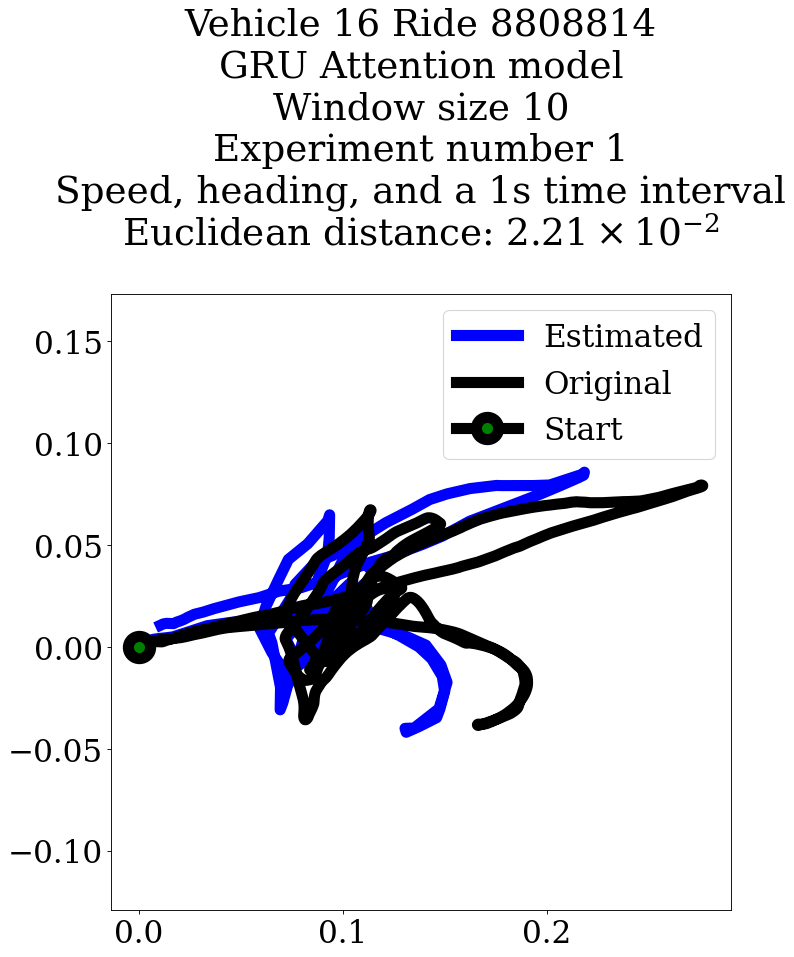 Vehicle 16 Ride 8808814
GRU Attention model
Window size 10
Experiment number 1
Speed, heading, and a 1s time interval
Euclidean distance: 2.21 × 10⁻²
Estimated
Original
Start
0.15
0.10
0.05
0.00
−0.05
−0.10
0.0 0.1 0.2